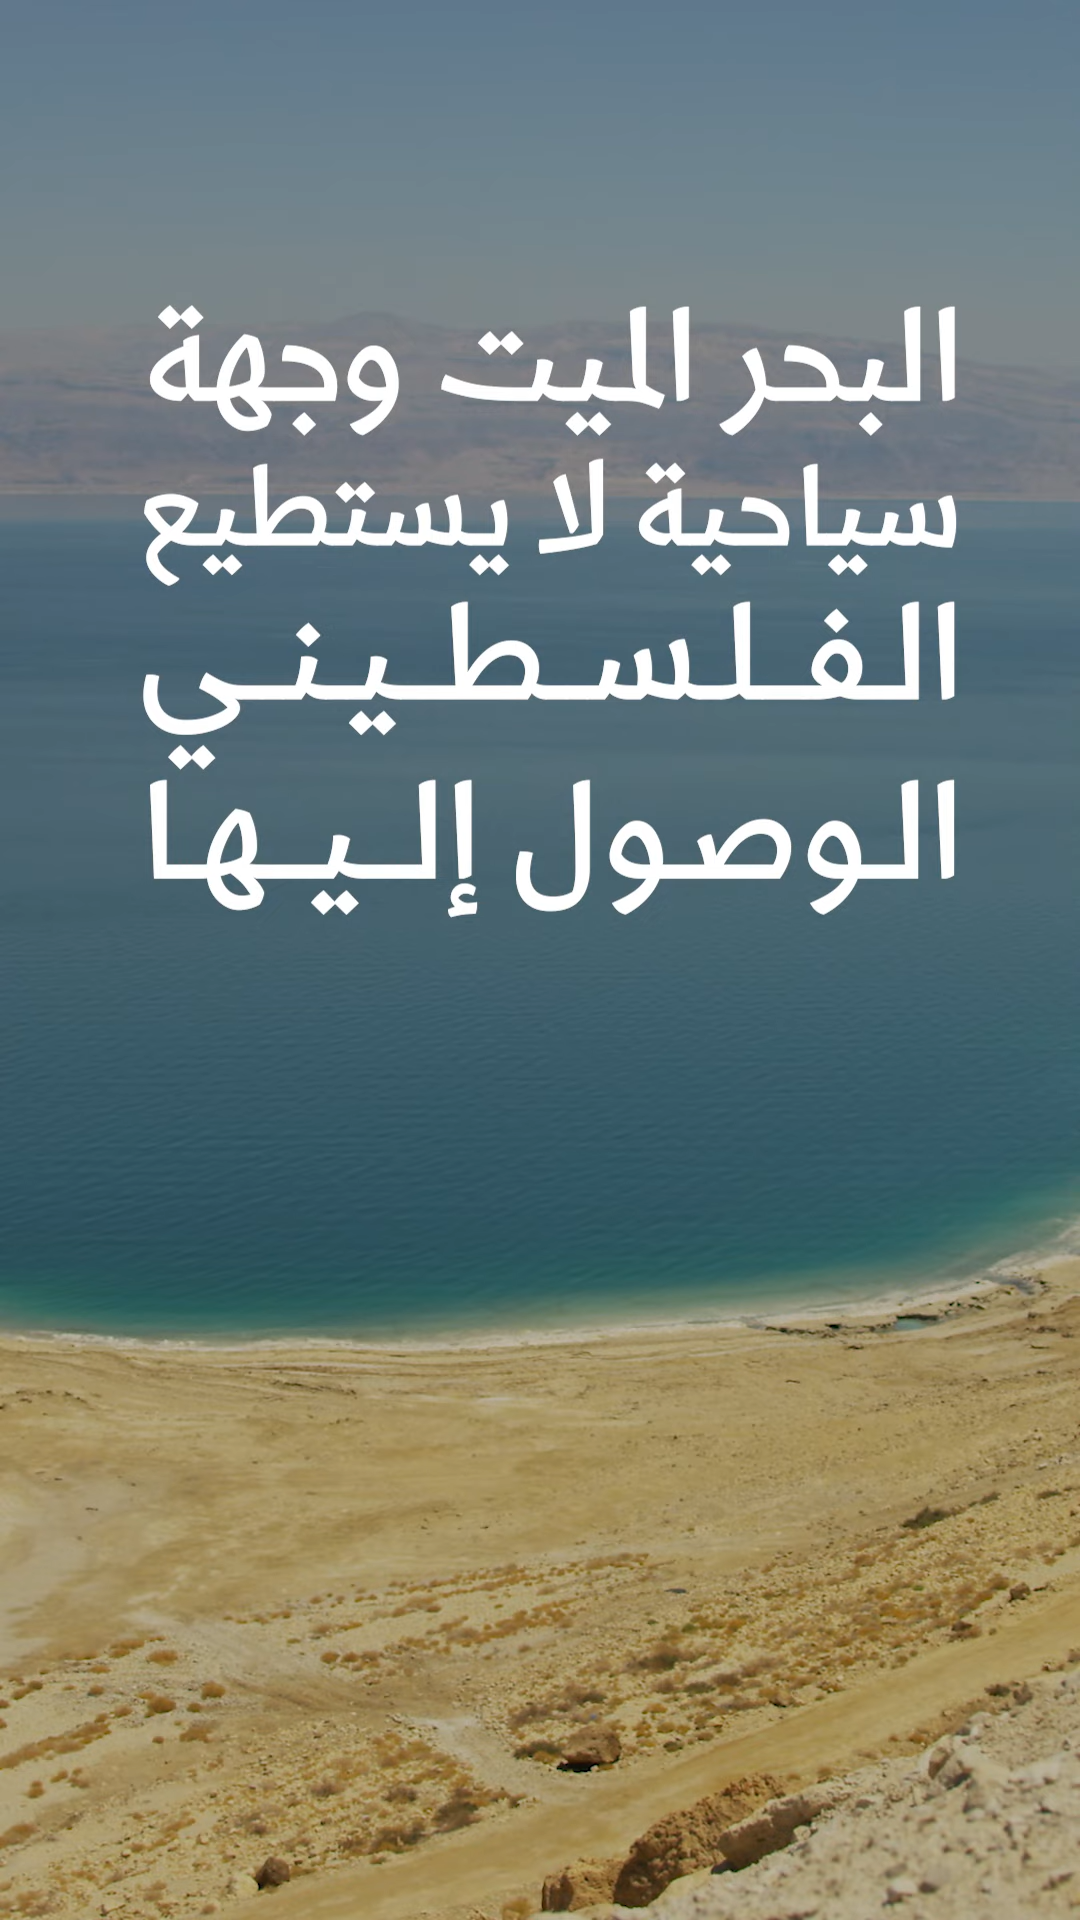 البحر الميت وجهة
سياحية لا يستطيع
الفلسطيني
الوصول إليها